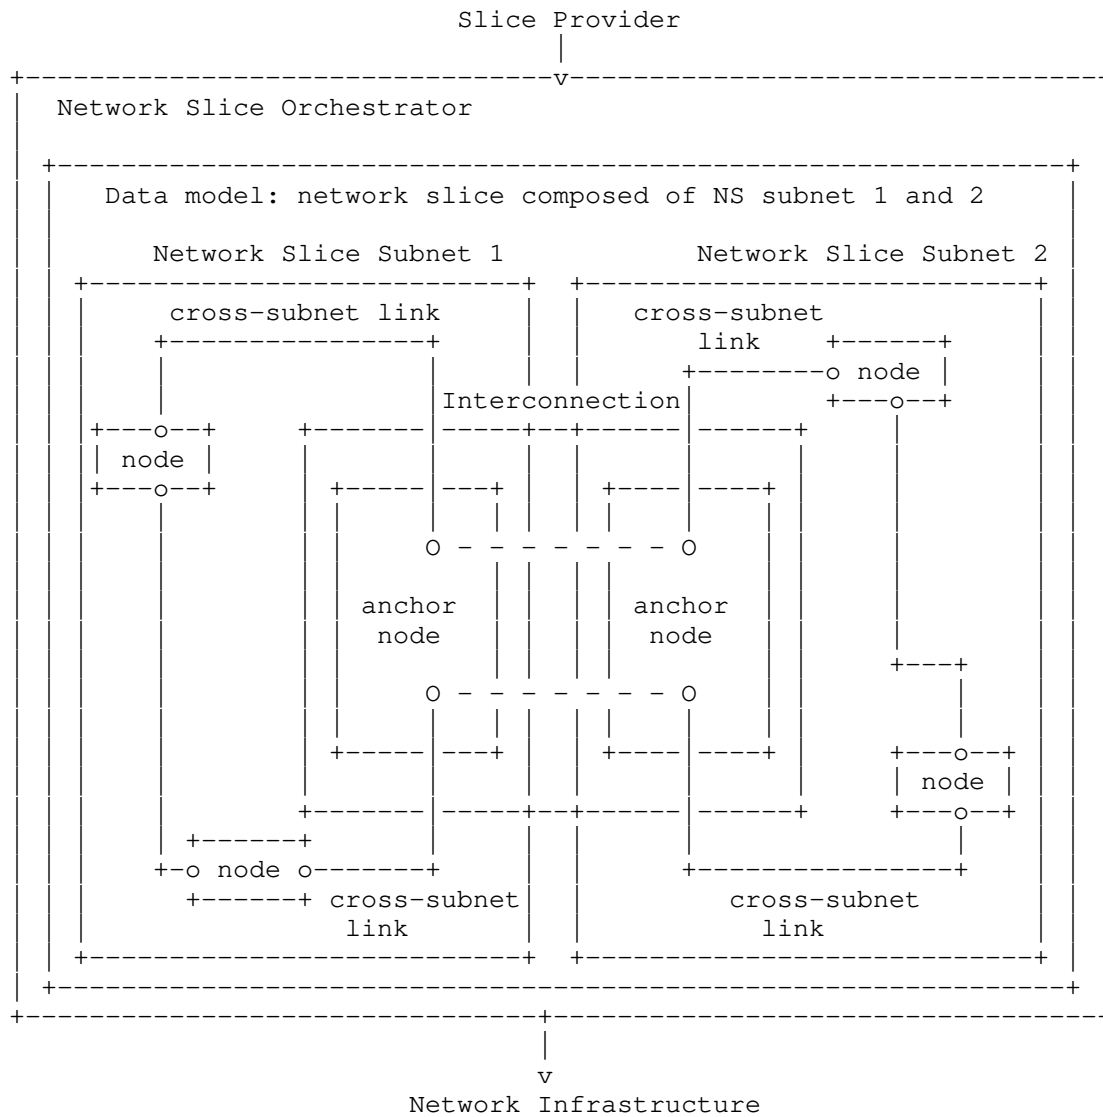 Slice Provider
Network Slice Orchestrator
Data model: network slice composed of NS subnet 1 and 2
Network Slice Subnet 1
Network Slice Subnet 2
cross-subnet link
cross-subnet
link
node
Interconnection
node
anchor
node
anchor
node
node
node
cross-subnet
link
cross-subnet
link
Network Infrastructure